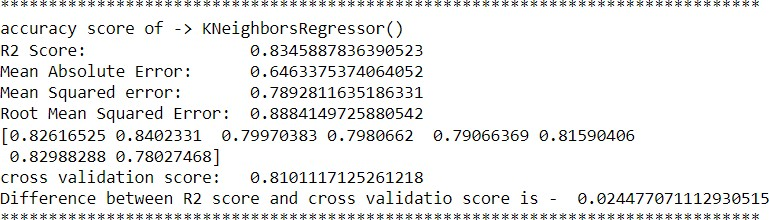 ********************************************************************************
accuracy score of -> KNeighborsRegressor()
R2 Score: 0.8345887836390523
Mean Absolute Error: 0.6463375374064052
Mean Squared error: 0.7892811635186331
Root Mean Squared Error: 0.8884149725880542
[0.82616525 0.8402331  0.79970383 0.7980662  0.79066369 0.81590406
 0.82988288 0.78027468]
cross validation score: 0.8101117125261218
Difference between R2 score and cross validatio score is -  0.024477071112930515
********************************************************************************